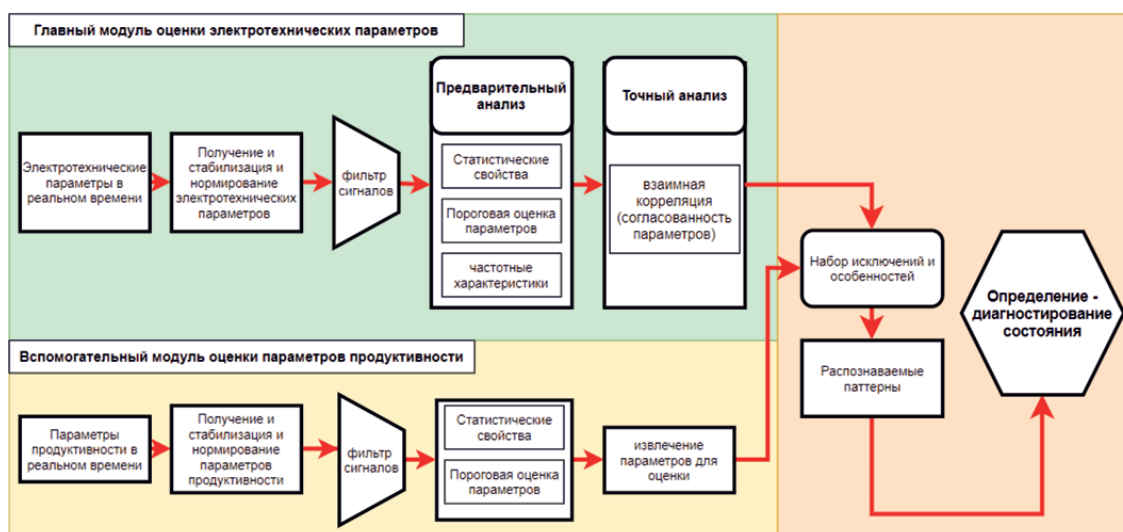 Главный модуль оценки электротехнических параметров
Электротехнические
параметры в
реальном времени
Получение и
стабилизация и
нормирование
электротехнических
параметров
фильтр
сигналов
Предварительный
анализ
Статистические
свойства
Пороговая оценка
параметров
частотные
характеристики
Точный анализ
взаимная
корреляция
(согласованность
параметров)
Набор исключений и
особенностей
Распознаваемые
паттерны
Определение -
диагностирование
состояния
Вспомогательный модуль оценки параметров продуктивности
Параметры
продуктивности в
реальном времени
Получение и
стабилизация и
нормирование
параметров
продуктивности
фильтр
сигналов
Статистические
свойства
Пороговая оценка
параметров
извлечение
параметров для
оценки